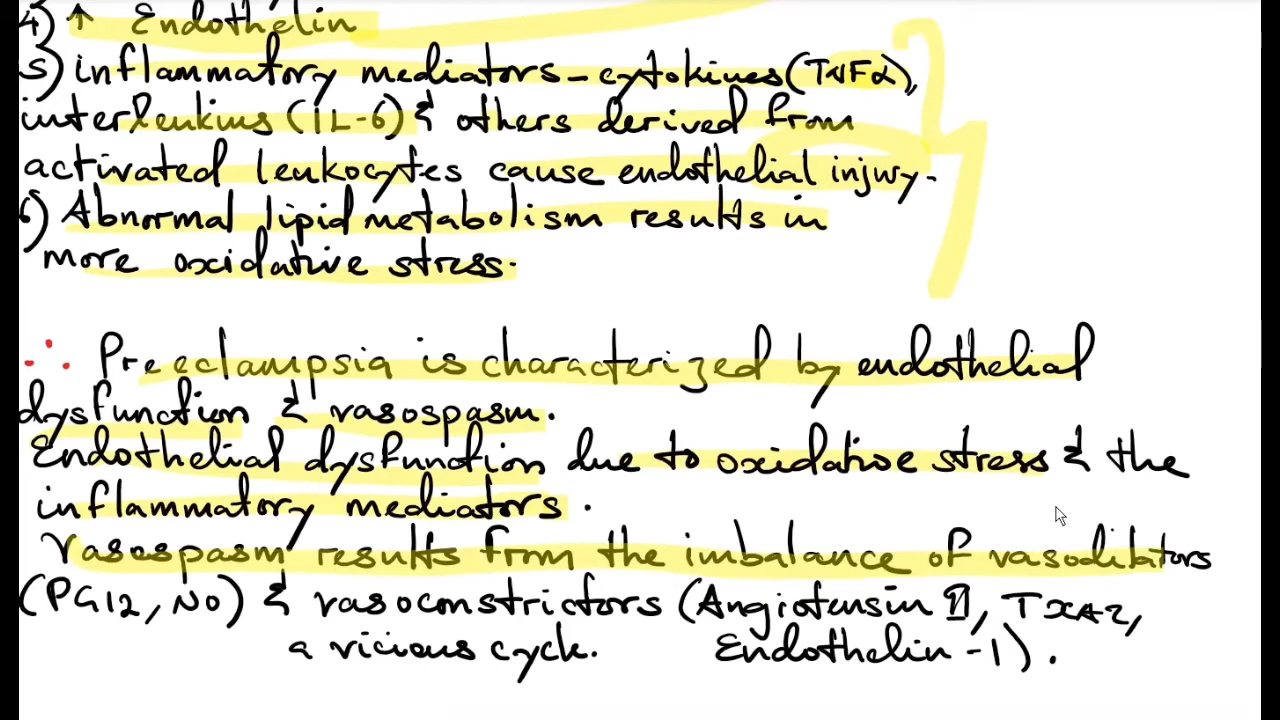 4) ↑ Endothelin
5) inflammatory mediators - cytokines (TNFα),
interleukins (IL-6) & others derived from
activated leukocytes cause endothelial injury.
6) Abnormal lipid metabolism results in
more oxidative stress.
∴ Preeclampsia is characterized by endothelial
dysfunction & vasospasm.
Endothelial dysfunction due to oxidative stress & the
inflammatory mediators.
Vasospasm results from the imbalance of vasodilators
(PGI2, NO) & vasoconstrictors (Angiotensin II, TXA2,
a vicious cycle. Endothelin-1).